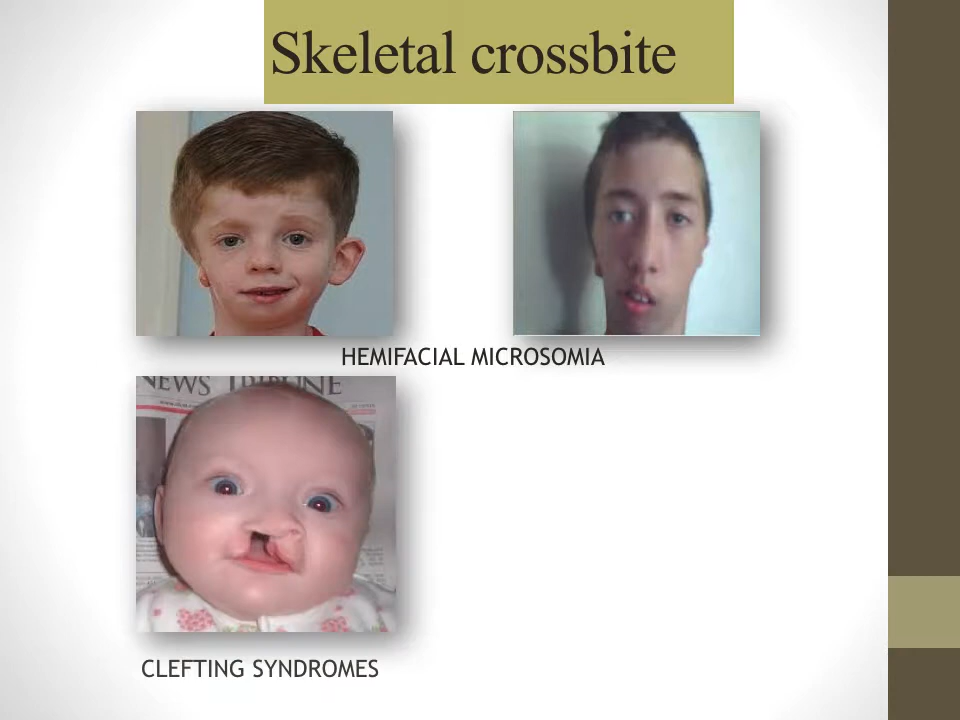 Skeletal crossbite
HEMIFACIAL MICROSOMIA
NEWS TRIBUNE
CLEFTING SYNDROMES